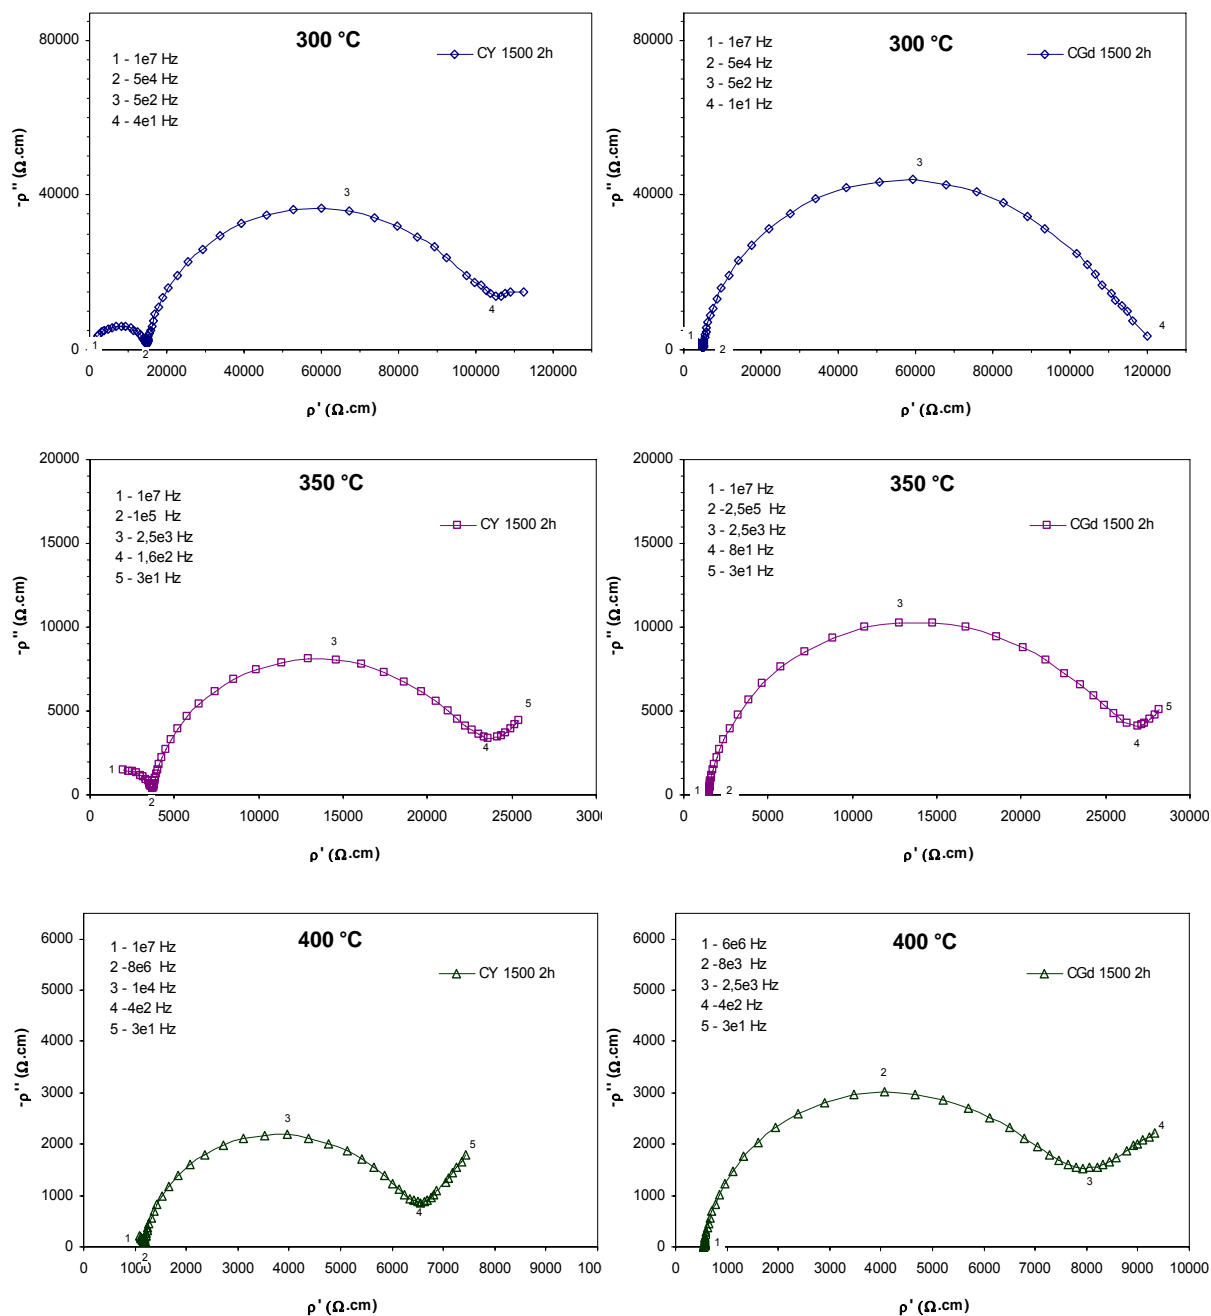 300 °C
CY 1500 2h
1 - 1e7 Hz
2 - 5e4 Hz
3 - 5e2 Hz
4 - 4e1 Hz
80000
40000
0
-ρ'' (Ω.cm)
1
2
3
4
0 20000 40000 60000 80000 100000 120000
ρ' (Ω.cm)
300 °C
CGd 1500 2h
1 - 1e7 Hz
2 - 5e4 Hz
3 - 5e2 Hz
4 - 1e1 Hz
80000
40000
0
-ρ'' (Ω.cm)
1
2
3
4
0 20000 40000 60000 80000 100000 120000
ρ' (Ω.cm)
350 °C
CY 1500 2h
1 - 1e7 Hz
2 -1e5 Hz
3 - 2,5e3 Hz
4 - 1,6e2 Hz
5 - 3e1 Hz
20000
15000
10000
5000
0
-ρ'' (Ω.cm)
1
2
3
4
5
0 5000 10000 15000 20000 25000 3000
ρ' (Ω.cm)
350 °C
CGd 1500 2h
1 - 1e7 Hz
2 -2,5e5 Hz
3 - 2,5e3 Hz
4 - 8e1 Hz
5 - 3e1 Hz
20000
15000
10000
5000
0
-ρ'' (Ω.cm)
1
2
3
4
5
0 5000 10000 15000 20000 25000 30000
ρ' (Ω.cm)
400 °C
CY 1500 2h
1 - 1e7 Hz
2 -8e6 Hz
3 - 1e4 Hz
4 -4e2 Hz
5 - 3e1 Hz
6000
5000
4000
3000
2000
1000
0
-ρ'' (Ω.cm)
1
2
3
4
5
0 1000 2000 3000 4000 5000 6000 7000 8000 9000 1000
ρ' (Ω.cm)
400 °C
CGd 1500 2h
1 - 6e6 Hz
2 -8e3 Hz
3 - 2,5e3 Hz
4 -4e2 Hz
5 - 3e1 Hz
6000
5000
4000
3000
2000
1000
0
-ρ'' (Ω.cm)
1
2
3
4
0 1000 2000 3000 4000 5000 6000 7000 8000 9000 10000
ρ' (Ω.cm)